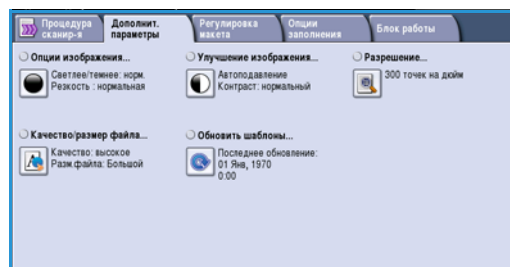 Процедура
сканир-я
Дополнит.
параметры
Регулировка
макета
Опции
заполнения
Блок работы
Опции изображения...
Светлее/темнее: норм.
Резкость : нормальная
Улучшение изображения...
Автоподавление
Контраст: нормальный
Разрешение...
300 точек на дюйм
Качество/размер файла...
Качество: высокое
Разм.файла: Большой
Обновить шаблоны...
Последнее обновление:
01 Янв, 1970
0:00